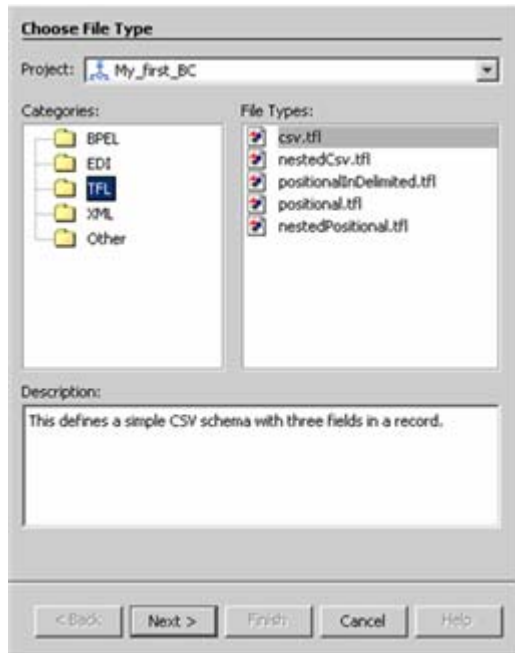 Choose File Type
Project: My_first_BC
Categories:
BPEL
EDI
TFL
XML
Other
File Types:
csv.tfl
nestedCsv.tfl
positionalInDelimited.tfl
positional.tfl
nestedPositional.tfl
Description:
This defines a simple CSV schema with three fields in a record.
< Back Next > Finish Cancel Help